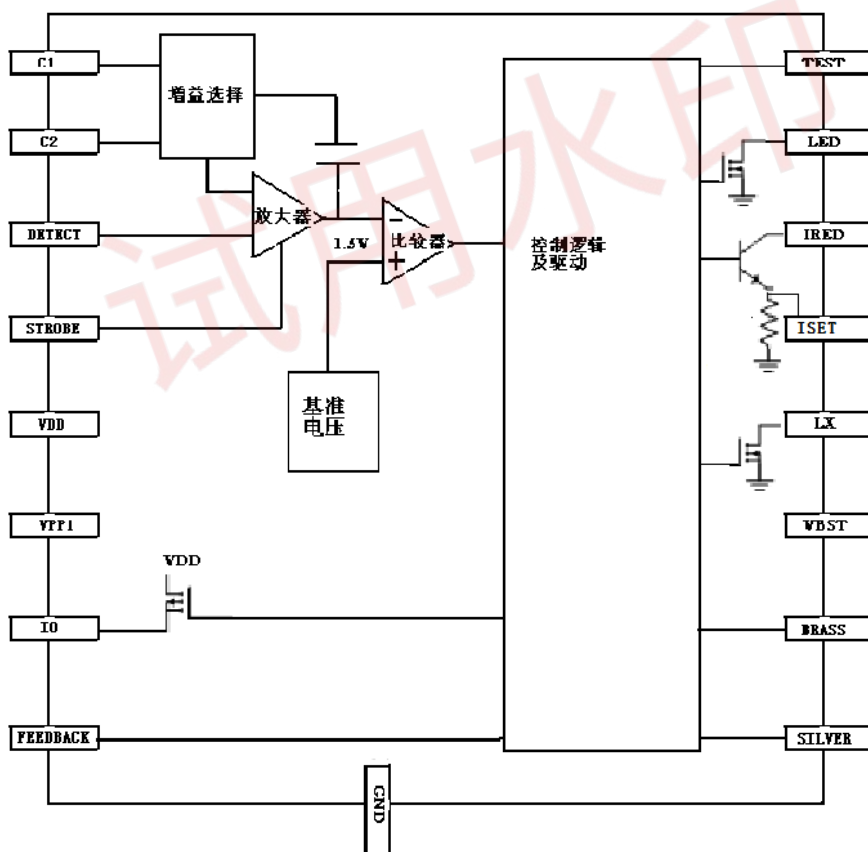 C1
TEST
增益选择
C2
LED
放大器
DETECT
1.5V
比较器
IRED
控制逻辑
及驱动
STROBE
ISET
基准
电压
VDD
LX
VPP1
VBST
VDD
IO
BRASS
FEEDBACK
SILVER
GND
试用水印